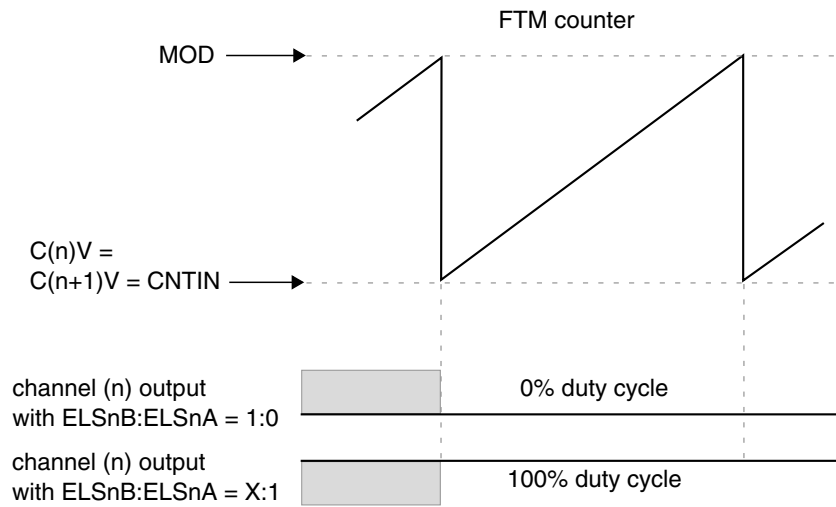 FTM counter
MOD
C(n)V =
C(n+1)V = CNTIN
channel (n) output
with ELSnB:ELSnA = 1:0
0% duty cycle
channel (n) output
with ELSnB:ELSnA = X:1
100% duty cycle